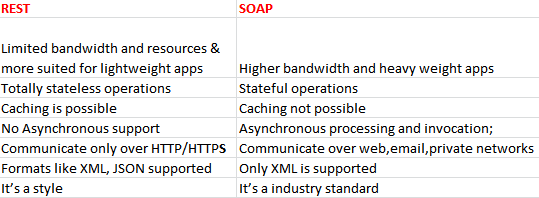 REST SOAP
Limited bandwidth and resources &
more suited for lightweight apps Higher bandwidth and heavy weight apps
Totally stateless operations Stateful operations
Caching is possible Caching not possible
No Asynchronous support Asynchronous processing and invocation;
Communicate only over HTTP/HTTPS Communicate over web,email,private networks
Formats like XML, JSON supported Only XML is supported
It's a style It's a industry standard